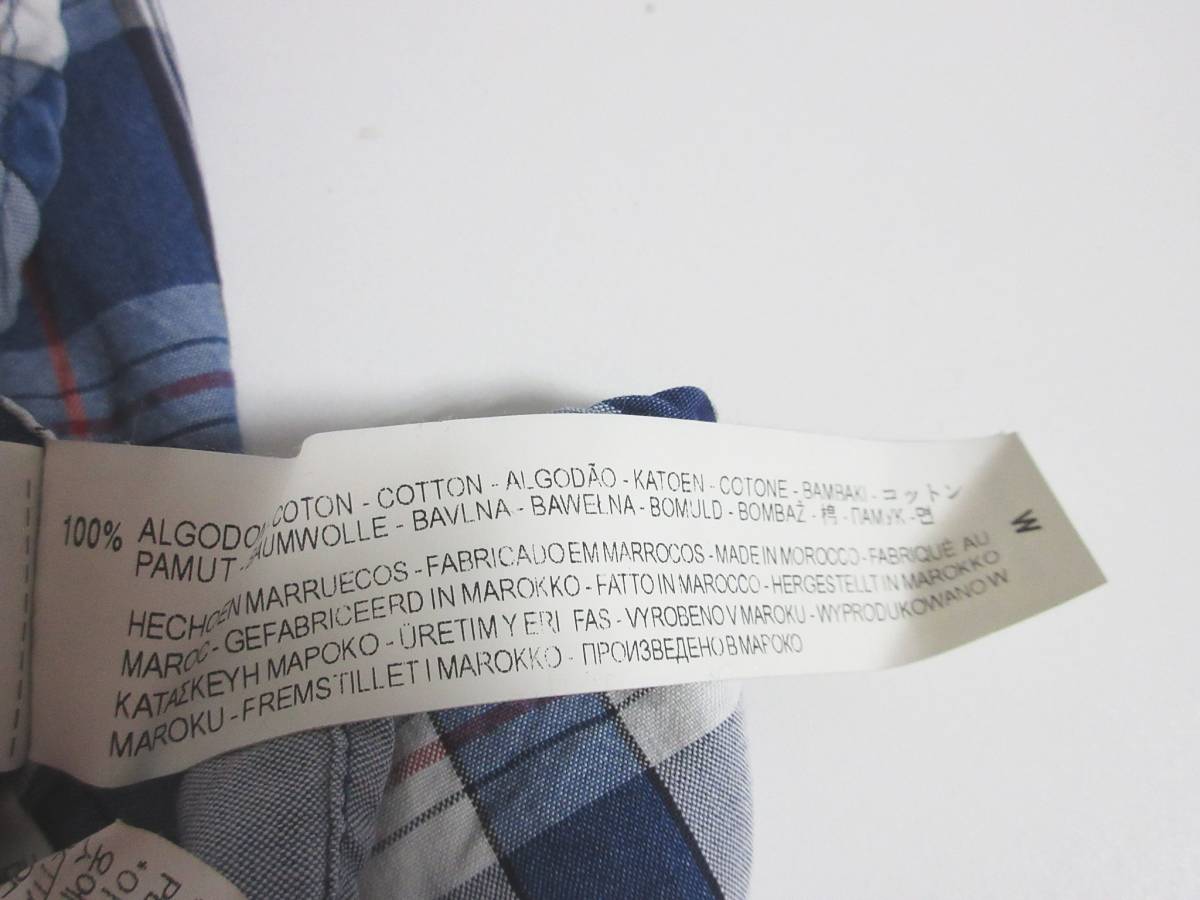 100% ALGODON COTON - COTTON - ALGODÃO - KATOEN - COTONE - BAMBAKI - コットン
PAMUT - BAUMWOLLE - BAVLNA - BAWEŁNA - BOMULD - BOMBAŽ - 棉 - ПАМУК - 면
HECHO EN MARRUECOS - FABRICADO EM MARROCOS - MADE IN MOROCCO - FABRIQUÉ AU
MAROC - GEFABRICEERD IN MAROKKO - FATTO IN MAROCCO - HERGESTELLT IN MAROKKO
ΚΑΤΑΣΚΕΥΗ ΜΑΡΟΚΟ - ÜRETIM YERI FAS - VYROBENO V MAROKU - WYPRODUKOWANO W
MAROKU - FREMSTILLET I MAROKKO - ПРОИЗВЕДЕНО В МАРОКО
M